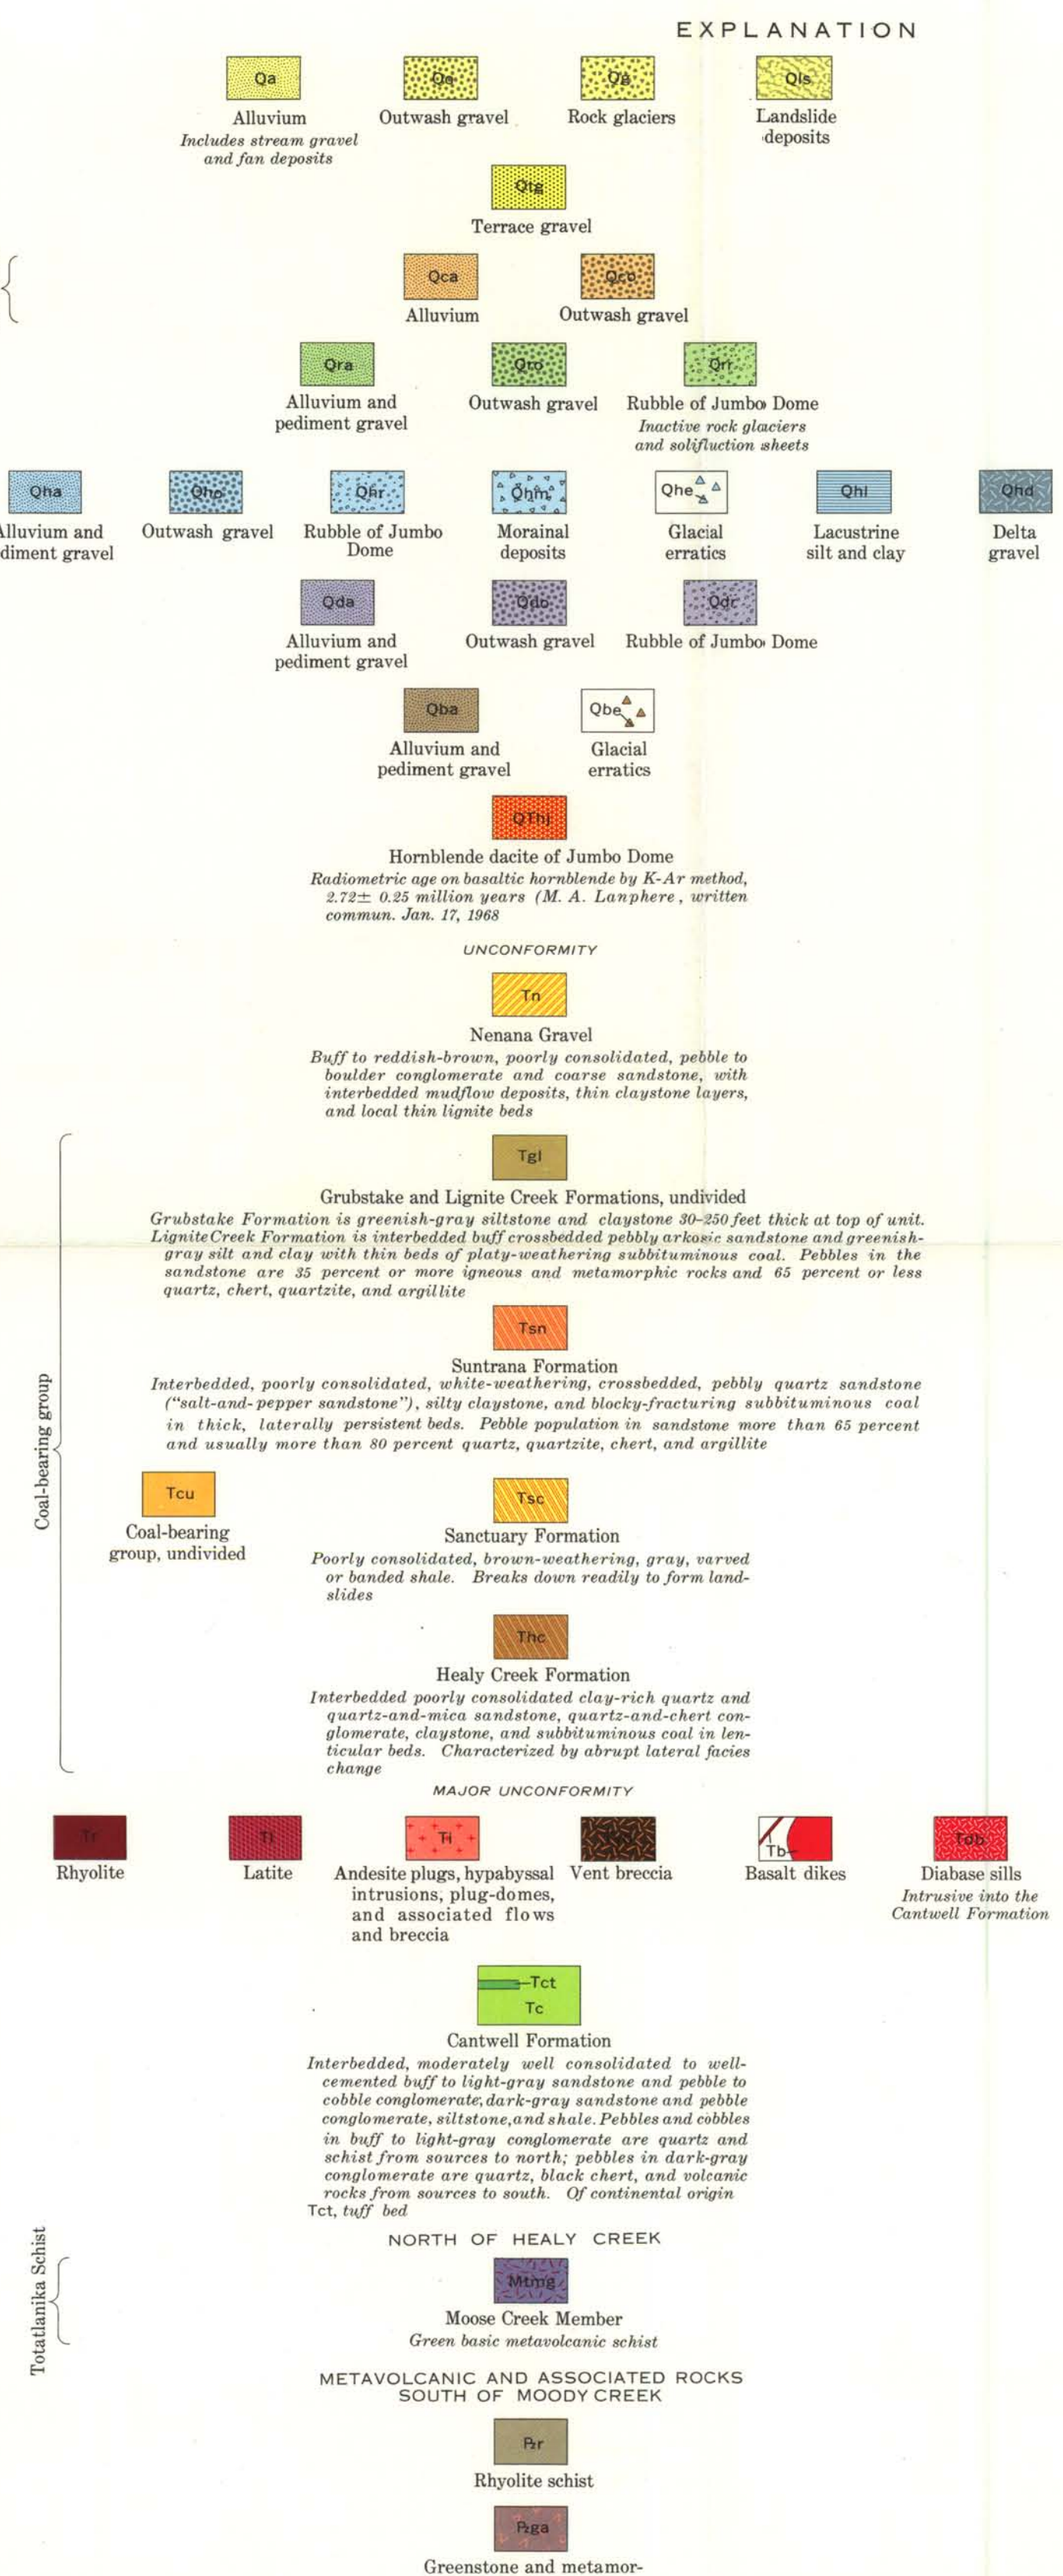 EXPLANATION
Qa
Qo
Qg
Qls
Alluvium
Includes stream gravel
and fan deposits
Outwash gravel
Rock glaciers
Landslide
deposits
Qtg
Terrace gravel
Qca
Qco
Alluvium
Outwash gravel
Qra
Qro
Qrr
Alluvium and
pediment gravel
Outwash gravel
Rubble of Jumbo Dome
Inactive rock glaciers
and solifluction sheets
Qha
Qho
Qhr
Qhm
Qhe
Qhl
Qhd
Alluvium and
diment gravel
Outwash gravel
Rubble of Jumbo
Dome
Morainal
deposits
Glacial
erratics
Lacustrine
silt and clay
Delta
gravel
Qda
Qdo
Qdr
Alluvium and
pediment gravel
Outwash gravel
Rubble of Jumbo Dome
Qba
Qbe
Alluvium and
pediment gravel
Glacial
erratics
QThj
Hornblende dacite of Jumbo Dome
Radiometric age on basaltic hornblende by K-Ar method,
2.72± 0.25 million years (M. A. Lanphere, written
commun. Jan. 17, 1968
UNCONFORMITY
Tn
Nenana Gravel
Buff to reddish-brown, poorly consolidated, pebble to
boulder conglomerate and coarse sandstone, with
interbedded mudflow deposits, thin claystone layers,
and local thin lignite beds
Coal-bearing group
Tgl
Grubstake and Lignite Creek Formations, undivided
Grubstake Formation is greenish-gray siltstone and claystone 30-250 feet thick at top of unit.
Lignite Creek Formation is interbedded buff crossbedded pebbly arkosic sandstone and greenish-
gray silt and clay with thin beds of platy-weathering subbituminous coal. Pebbles in the
sandstone are 35 percent or more igneous and metamorphic rocks and 65 percent or less
quartz, chert, quartzite, and argillite
Tsn
Suntrana Formation
Interbedded, poorly consolidated, white-weathering, crossbedded, pebbly quartz sandstone
("salt-and-pepper sandstone"), silty claystone, and blocky-fracturing subbituminous coal
in thick, laterally persistent beds. Pebble population in sandstone more than 65 percent
and usually more than 80 percent quartz, quartzite, chert, and argillite
Tcu
Coal-bearing
group, undivided
Tsc
Sanctuary Formation
Poorly consolidated, brown-weathering, gray, varved
or banded shale. Breaks down readily to form land-
slides
Thc
Healy Creek Formation
Interbedded poorly consolidated clay-rich quartz and
quartz-and-mica sandstone, quartz-and-chert con-
glomerate, claystone, and subbituminous coal in len-
ticular beds. Characterized by abrupt lateral facies
change
MAJOR UNCONFORMITY
Tr
Tl
Ti
Tb
Tdb
Rhyolite
Latite
Andesite plugs, hypabyssal
intrusions, plug-domes,
and associated flows
and breccia
Vent breccia
Basalt dikes
Diabase sills
Intrusive into the
Cantwell Formation
Tct
Tc
Cantwell Formation
Interbedded, moderately well consolidated to well-
cemented buff to light-gray sandstone and pebble to
cobble conglomerate; dark-gray sandstone and pebble
conglomerate, siltstone, and shale. Pebbles and cobbles
in buff to light-gray conglomerate are quartz and
schist from sources to north; pebbles in dark-gray
conglomerate are quartz, black chert, and volcanic
rocks from sources to south. Of continental origin
Tct, tuff bed
NORTH OF HEALY CREEK
Totatlanika Schist
Mtmg
Moose Creek Member
Green basic metavolcanic schist
METAVOLCANIC AND ASSOCIATED ROCKS
SOUTH OF MOODY CREEK
Pzr
Rhyolite schist
Pzga
Greenstone and metamor-